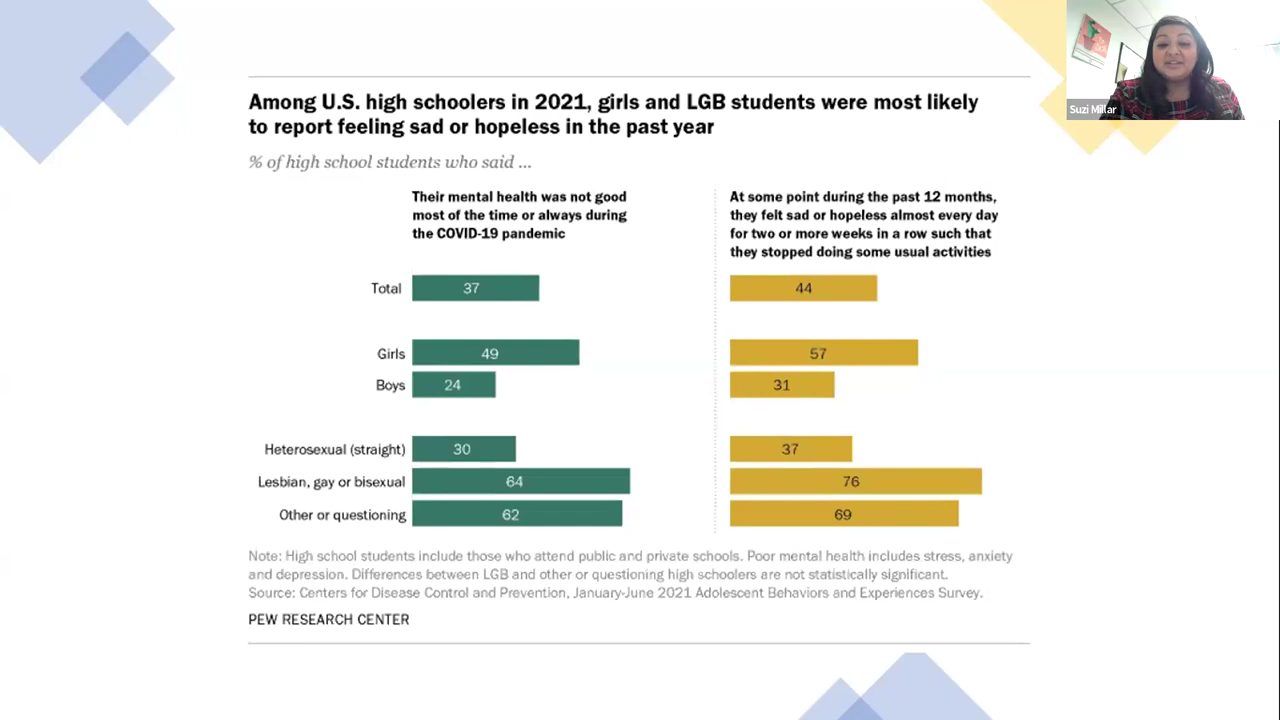 Among U.S. high schoolers in 2021, girls and LGB students were most likely
to report feeling sad or hopeless in the past year
% of high school students who said ...
Their mental health was not good
most of the time or always during
the COVID-19 pandemic
At some point during the past 12 months,
they felt sad or hopeless almost every day
for two or more weeks in a row such that
they stopped doing some usual activities
Total 37 44
Girls 49 57
Boys 24 31
Heterosexual (straight) 30 37
Lesbian, gay or bisexual 64 76
Other or questioning 62 69
Note: High school students include those who attend public and private schools. Poor mental health includes stress, anxiety
and depression. Differences between LGB and other or questioning high schoolers are not statistically significant.
Source: Centers for Disease Control and Prevention, January-June 2021 Adolescent Behaviors and Experiences Survey.
PEW RESEARCH CENTER
Suzi Millar